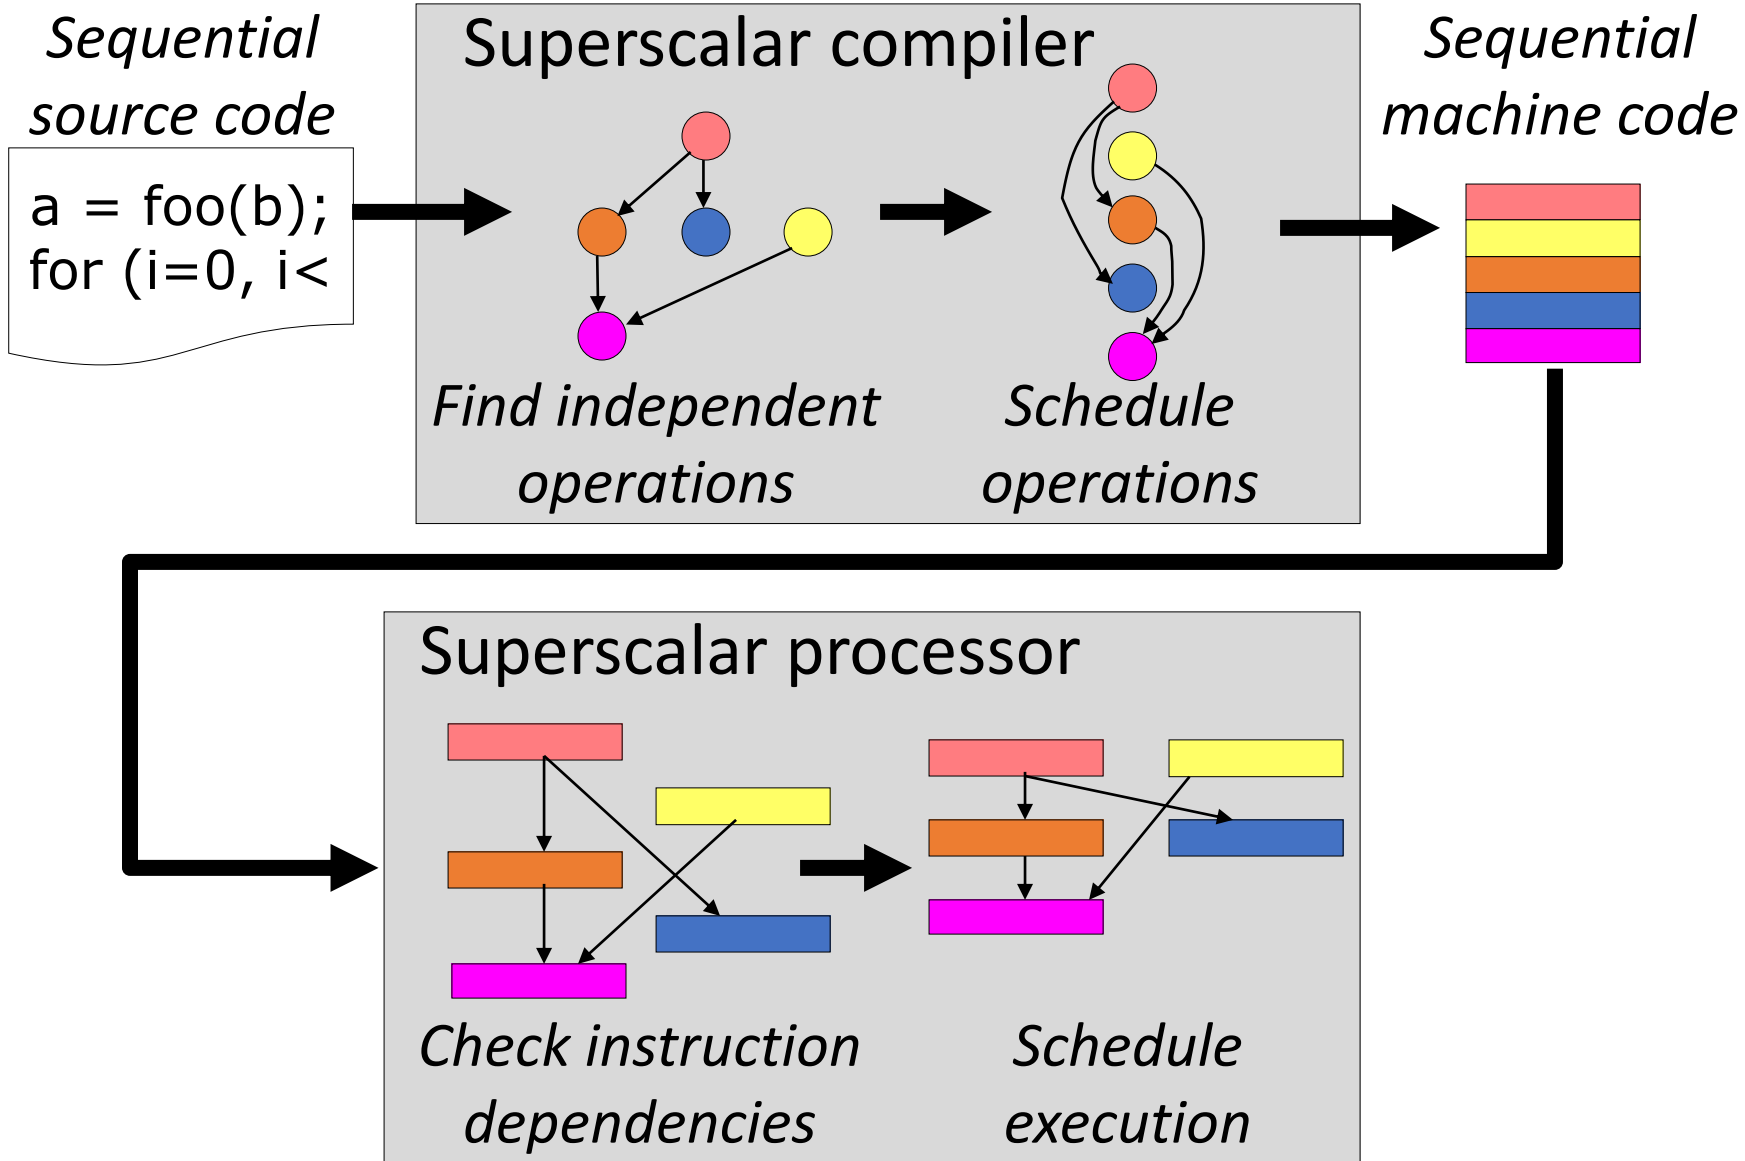 Sequential
source code
a = foo(b);
for (i=0, i<
Superscalar compiler
Find independent
operations
Schedule
operations
Sequential
machine code
Superscalar processor
Check instruction
dependencies
Schedule
execution